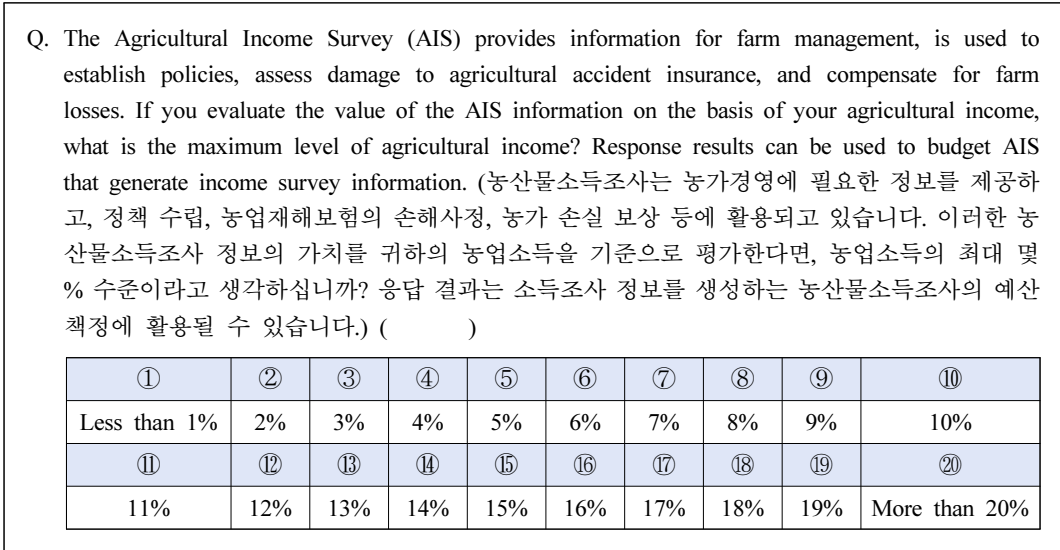 Q. The Agricultural Income Survey (AIS) provides information for farm management, is used to
establish policies, assess damage to agricultural accident insurance, and compensate for farm
losses. If you evaluate the value of the AIS information on the basis of your agricultural income,
what is the maximum level of agricultural income? Response results can be used to budget AIS
that generate income survey information. (농산물소득조사는 농가경영에 필요한 정보를 제공하
고, 정책 수립, 농업재해보험의 손해사정, 농가 손실 보상 등에 활용되고 있습니다. 이러한 농
산물소득조사 정보의 가치를 귀하의 농업소득을 기준으로 평가한다면, 농업소득의 최대 몇
% 수준이라고 생각하십니까? 응답 결과는 소득조사 정보를 생성하는 농산물소득조사의 예산
책정에 활용될 수 있습니다.) (          )
① ② ③ ④ ⑤ ⑥ ⑦ ⑧ ⑨ ⑩
Less than 1% 2% 3% 4% 5% 6% 7% 8% 9% 10%
⑪ ⑫ ⑬ ⑭ ⑮ ⑯ ⑰ ⑱ ⑲ ⑳
11% 12% 13% 14% 15% 16% 17% 18% 19% More than 20%